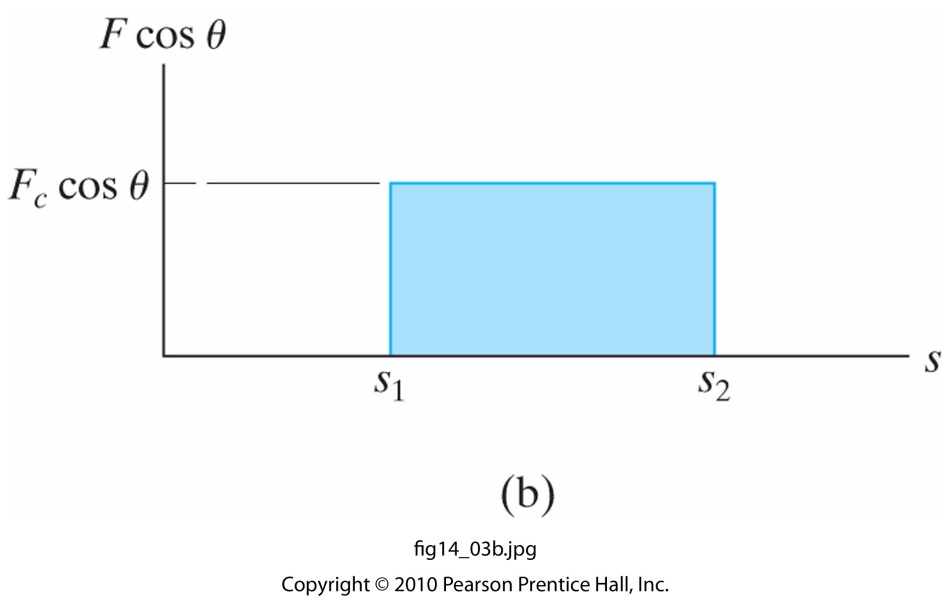 F cos θ
F_c cos θ
s
s_1
s_2
(b)
fig14_03b.jpg
Copyright © 2010 Pearson Prentice Hall, Inc.